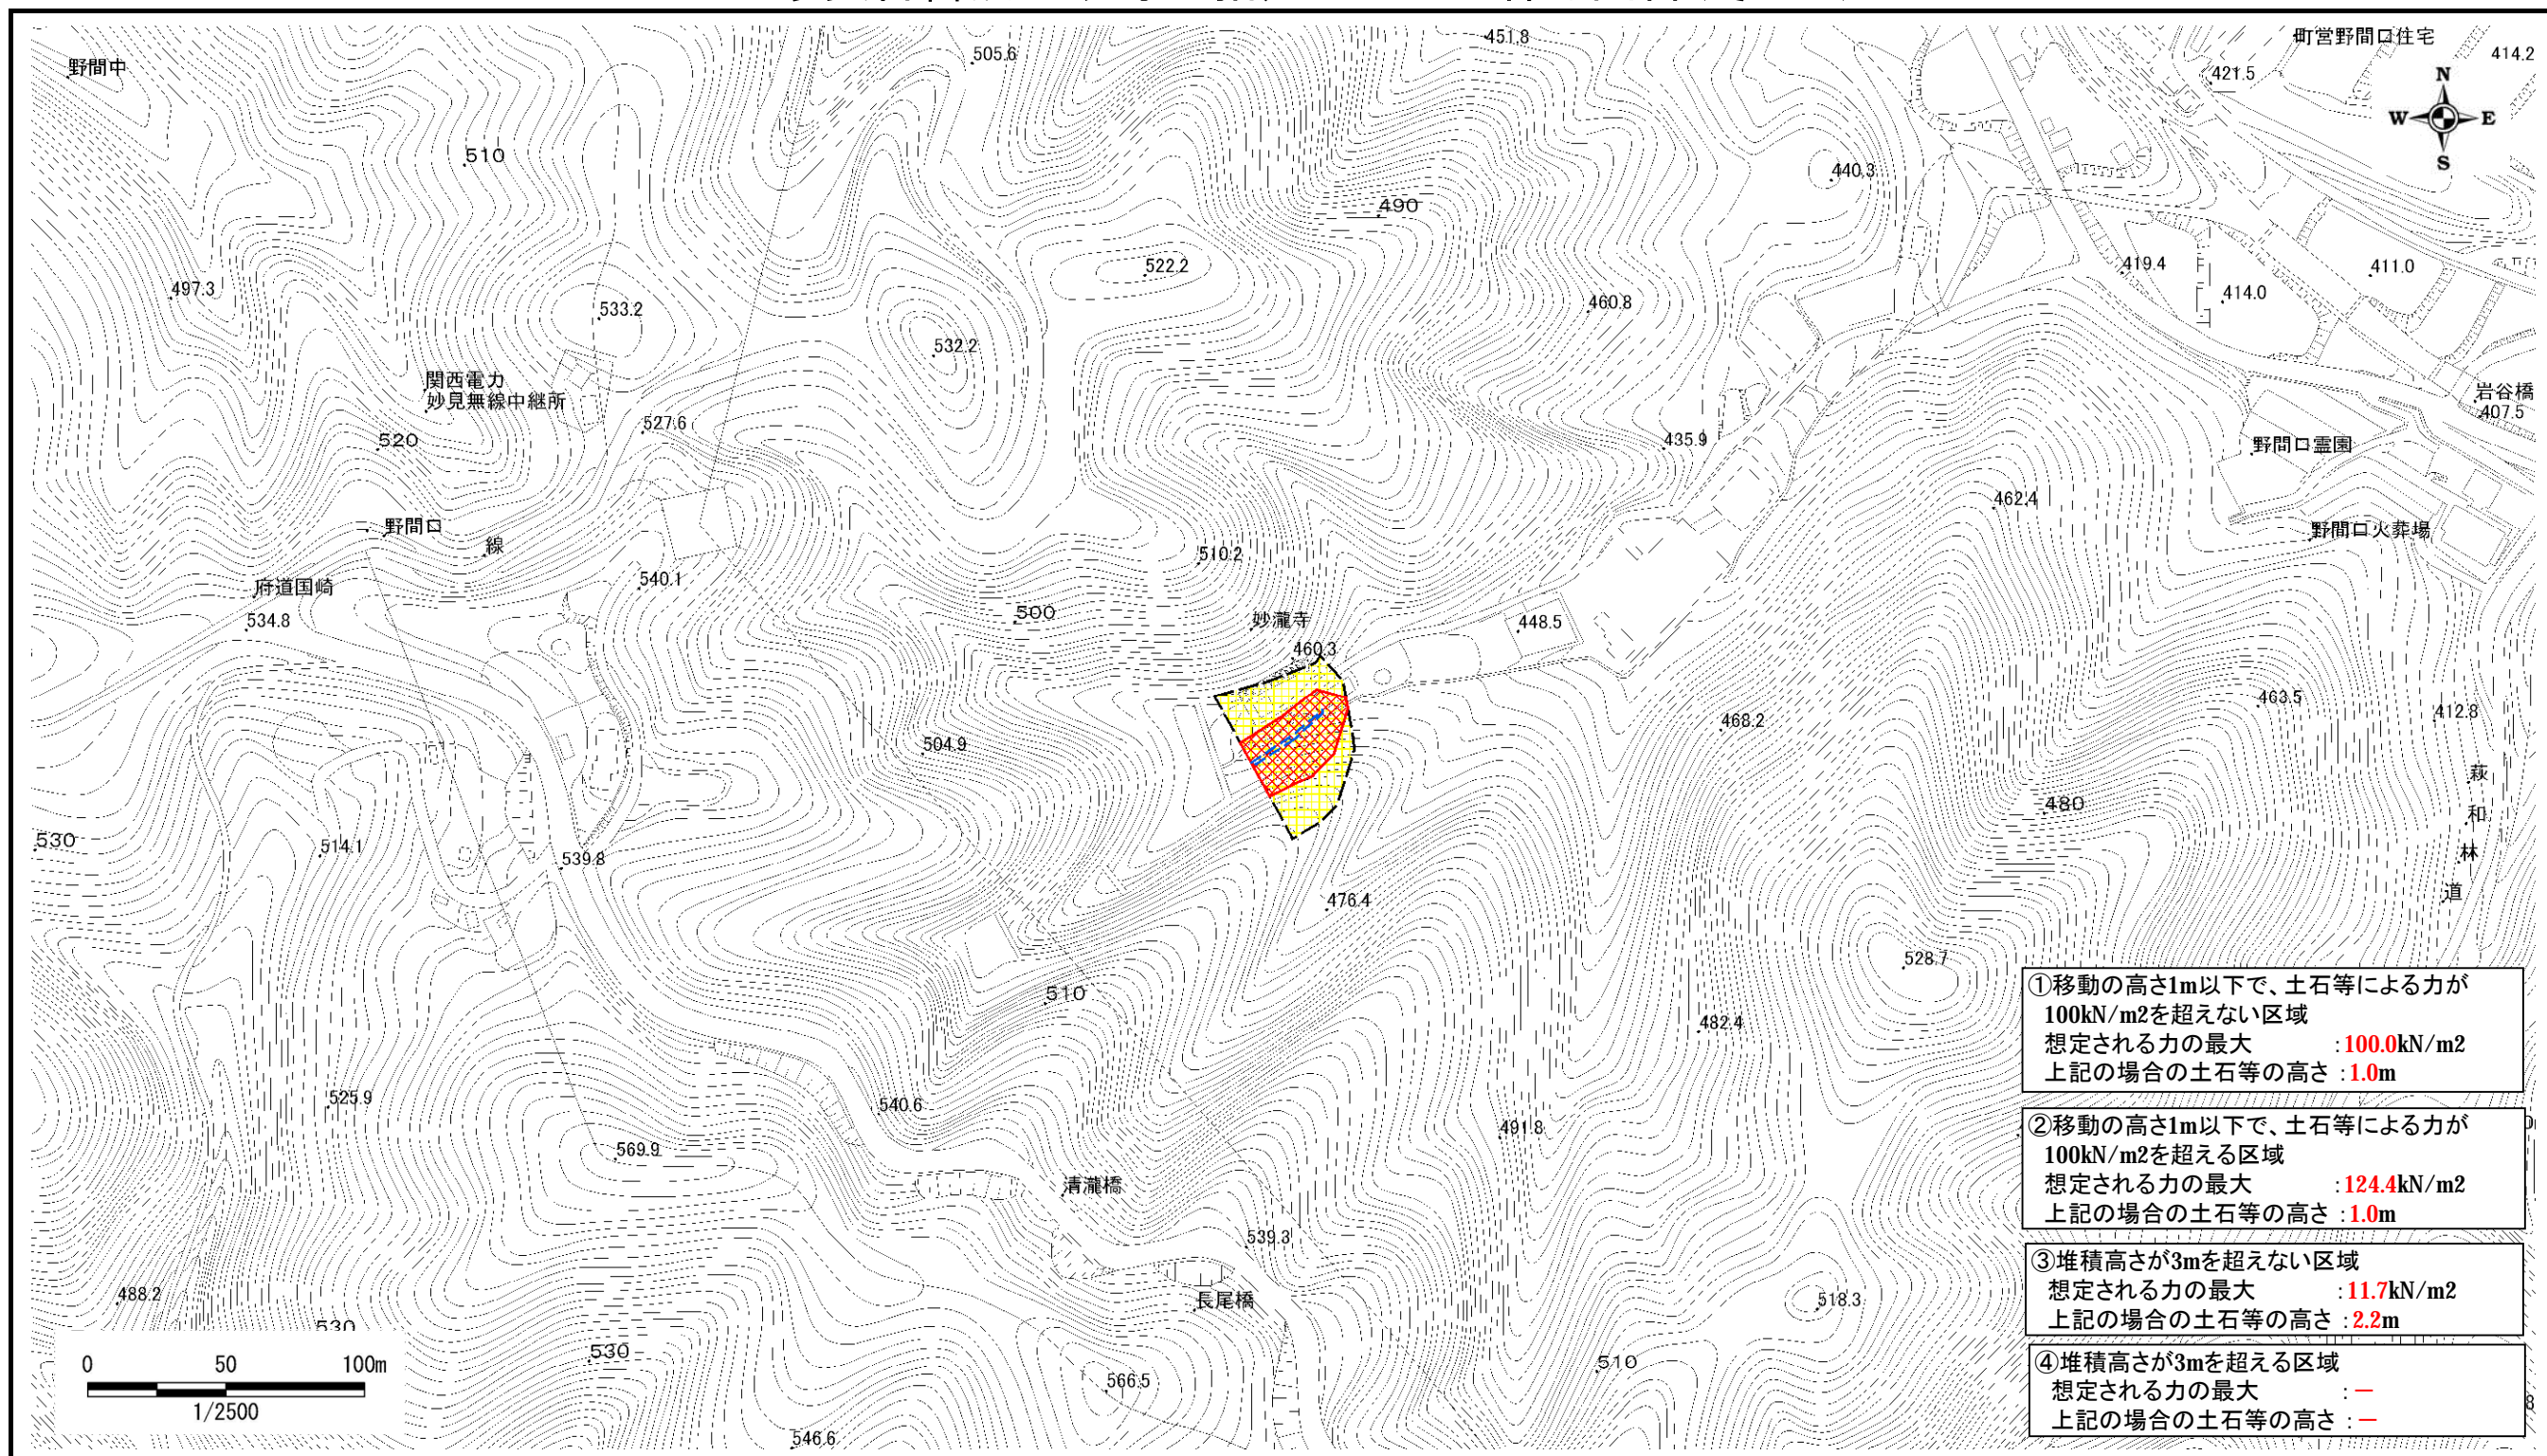 野間中
505.6
451.8
町営野間口住宅
414.2
421.5
N
W
E
S
510
440.3
490
522.2
419.4
411.0
497.3
414.0
533.2
460.8
532.2
関西電力
妙見無線中継所
岩谷橋
407.5
527.6
520
435.9
野間口霊園
462.4
野間口
野間口火葬場
線
510.2
540.1
府道国崎
500
534.8
妙瀧寺
448.5
460.3
463.5
412.8
468.2
504.9
萩
和
林
道
480
530
514.1
539.8
476.4
528.7
510
482.4
525.9
540.6
491.8
569.9
清瀧橋
539.3
488.2
長尾橋
518.3
530
530
510
566.5
546.6
①移動の高さ1m以下で、土石等による力が
100kN/m2を超えない区域
想定される力の最大 :100.0kN/m2
上記の場合の土石等の高さ :1.0m
②移動の高さ1m以下で、土石等による力が
100kN/m2を超える区域
想定される力の最大 :124.4kN/m2
上記の場合の土石等の高さ :1.0m
③堆積高さが3mを超えない区域
想定される力の最大 :11.7kN/m2
上記の場合の土石等の高さ :2.2m
④堆積高さが3mを超える区域
想定される力の最大 :－
上記の場合の土石等の高さ :－
0 50 100m
1/2500